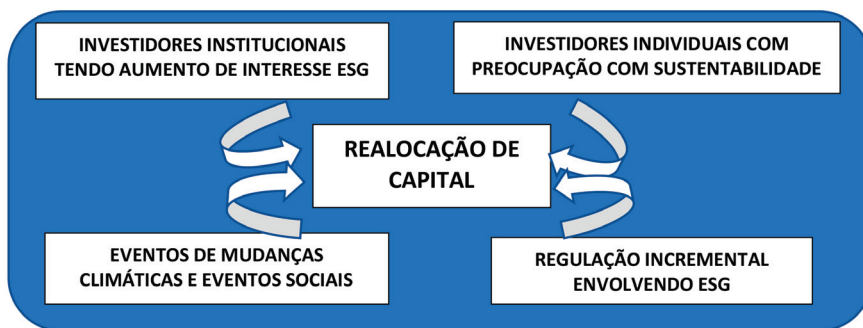 INVESTIDORES INSTITUCIONAIS
TENDO AUMENTO DE INTERESSE ESG
INVESTIDORES INDIVIDUAIS COM
PREOCUPAÇÃO COM SUSTENTABILIDADE
REALOCAÇÃO DE
CAPITAL
EVENTOS DE MUDANÇAS
CLIMÁTICAS E EVENTOS SOCIAIS
REGULAÇÃO INCREMENTAL
ENVOLVENDO ESG